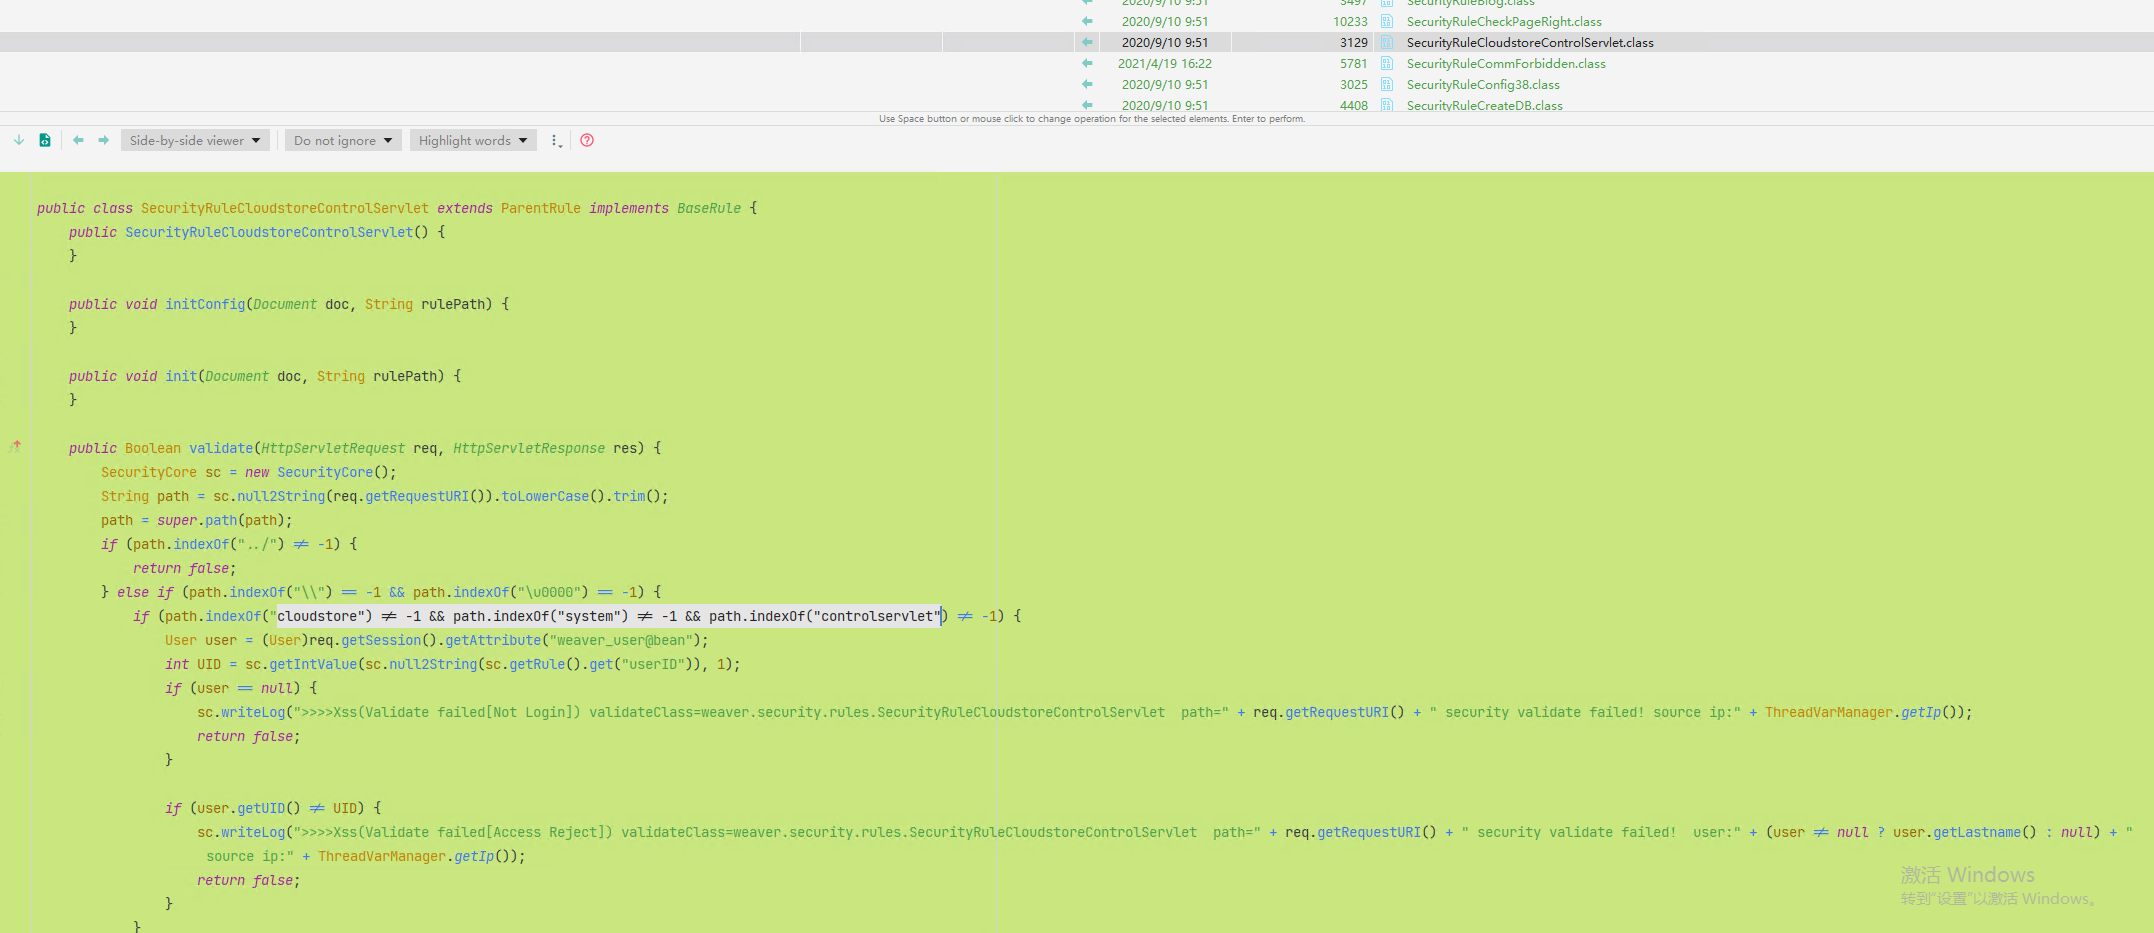 2020/9/10 9:51 3497 SecurityRuleBlog.class
2020/9/10 9:51 10233 SecurityRuleCheckPageRight.class
2020/9/10 9:51 3129 SecurityRuleCloudstoreControlServlet.class
2021/4/19 16:22 5781 SecurityRuleCommForbidden.class
2020/9/10 9:51 3025 SecurityRuleConfig38.class
2020/9/10 9:51 4408 SecurityRuleCreateDB.class
Use Space button or mouse click to change operation for the selected elements. Enter to perform.
Side-by-side viewer Do not ignore Highlight words
public class SecurityRuleCloudstoreControlServlet extends ParentRule implements BaseRule {
public SecurityRuleCloudstoreControlServlet() {
}
public void initConfig(Document doc, String rulePath) {
}
public void init(Document doc, String rulePath) {
}
public Boolean validate(HttpServletRequest req, HttpServletResponse res) {
SecurityCore sc = new SecurityCore();
String path = sc.null2String(req.getRequestURI()).toLowerCase().trim();
path = super.path(path);
if (path.indexOf("../") != -1) {
return false;
} else if (path.indexOf("\\") == -1 && path.indexOf("\u0000") == -1) {
if (path.indexOf("cloudstore") != -1 && path.indexOf("system") != -1 && path.indexOf("controlservlet") != -1) {
User user = (User)req.getSession().getAttribute("weaver_user@bean");
int UID = sc.getIntValue(sc.null2String(sc.getRule().get("userID")), 1);
if (user == null) {
sc.writeLog(">>>>Xss(Validate failed[Not Login]) validateClass=weaver.security.rules.SecurityRuleCloudstoreControlServlet  path=" + req.getRequestURI() + " security validate failed! source ip:" + ThreadVarManager.getIp());
return false;
}
if (user.getUID() != UID) {
sc.writeLog(">>>>Xss(Validate failed[Access Reject]) validateClass=weaver.security.rules.SecurityRuleCloudstoreControlServlet  path=" + req.getRequestURI() + " security validate failed!  user:" + (user != null ? user.getLastname() : null) + "
source ip:" + ThreadVarManager.getIp());
return false;
}
}
激活 Windows
转到"设置"以激活 Windows。